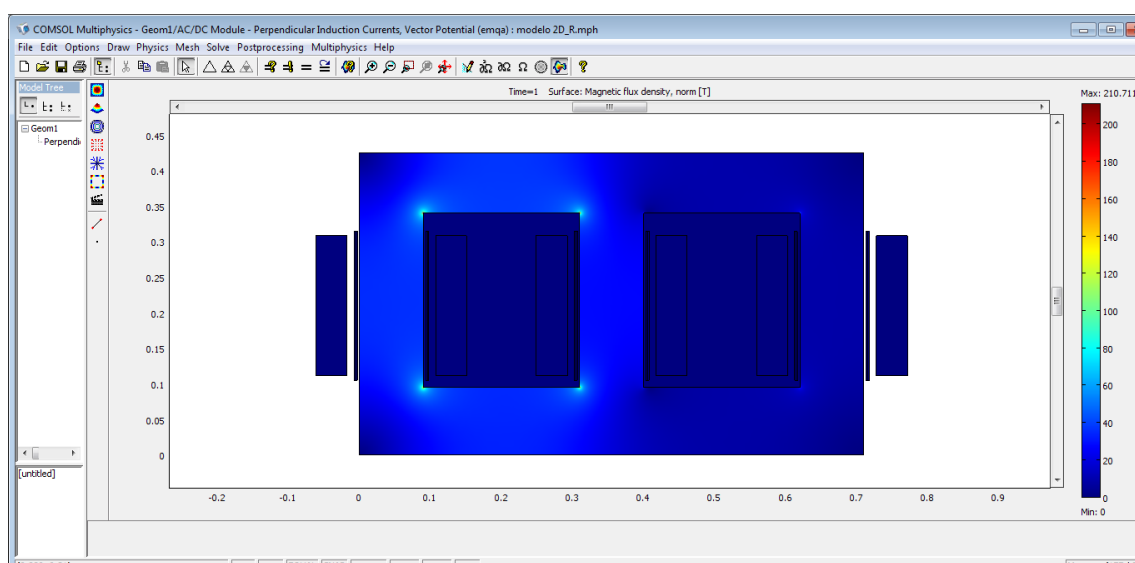 COMSOL Multiphysics - Geom1/AC/DC Module - Perpendicular Induction Currents, Vector Potential (emqa) : modelo 2D_R.mph
File Edit Options Draw Physics Mesh Solve Postprocessing Multiphysics Help
Model Tree
Geom1
Perpendi
[untitled]
Time=1 Surface: Magnetic flux density, norm [T]
Max: 210.711
0.45
0.4
0.35
0.3
0.25
0.2
0.15
0.1
0.05
0
-0.2 -0.1 0 0.1 0.2 0.3 0.4 0.5 0.6 0.7 0.8 0.9
200
180
160
140
120
100
80
60
40
20
0
Min: 0